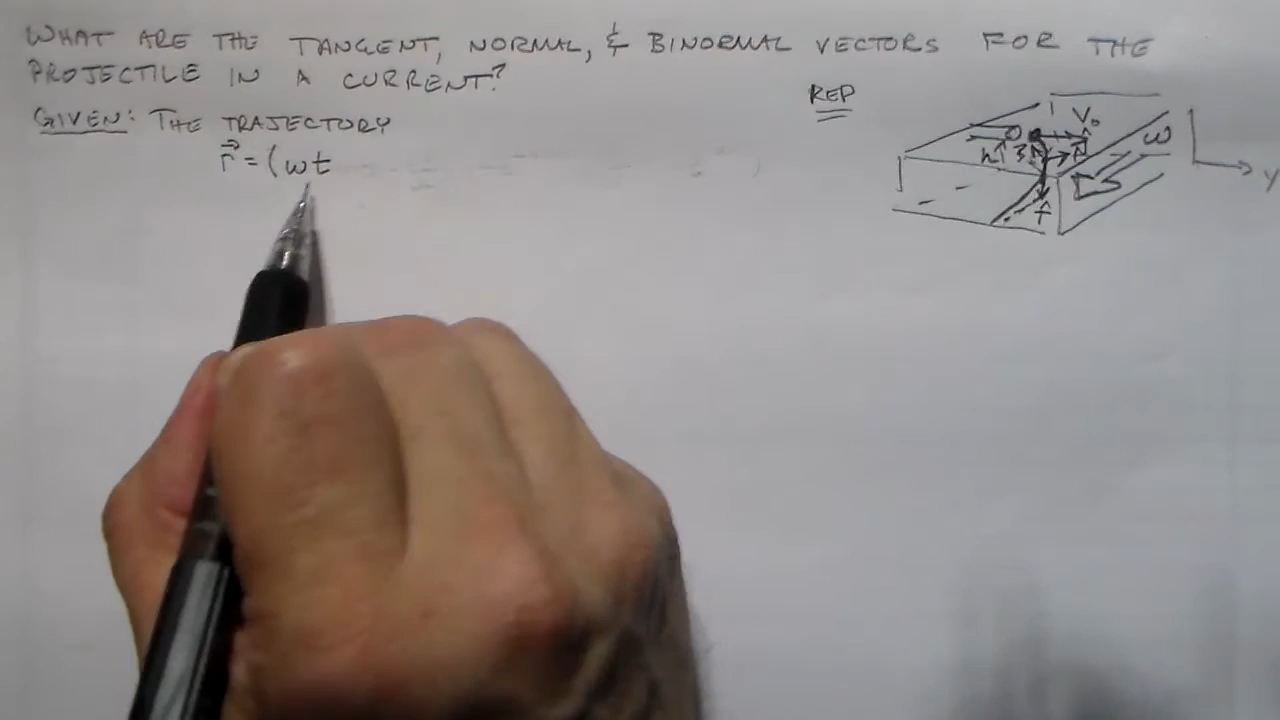 WHAT ARE THE TANGENT, NORMAL, & BINORMAL VECTORS FOR THE
PROJECTILE IN A CURRENT?
GIVEN: THE TRAJECTORY
r⃗ = (ωt
REP
V₀
ω
h
Y